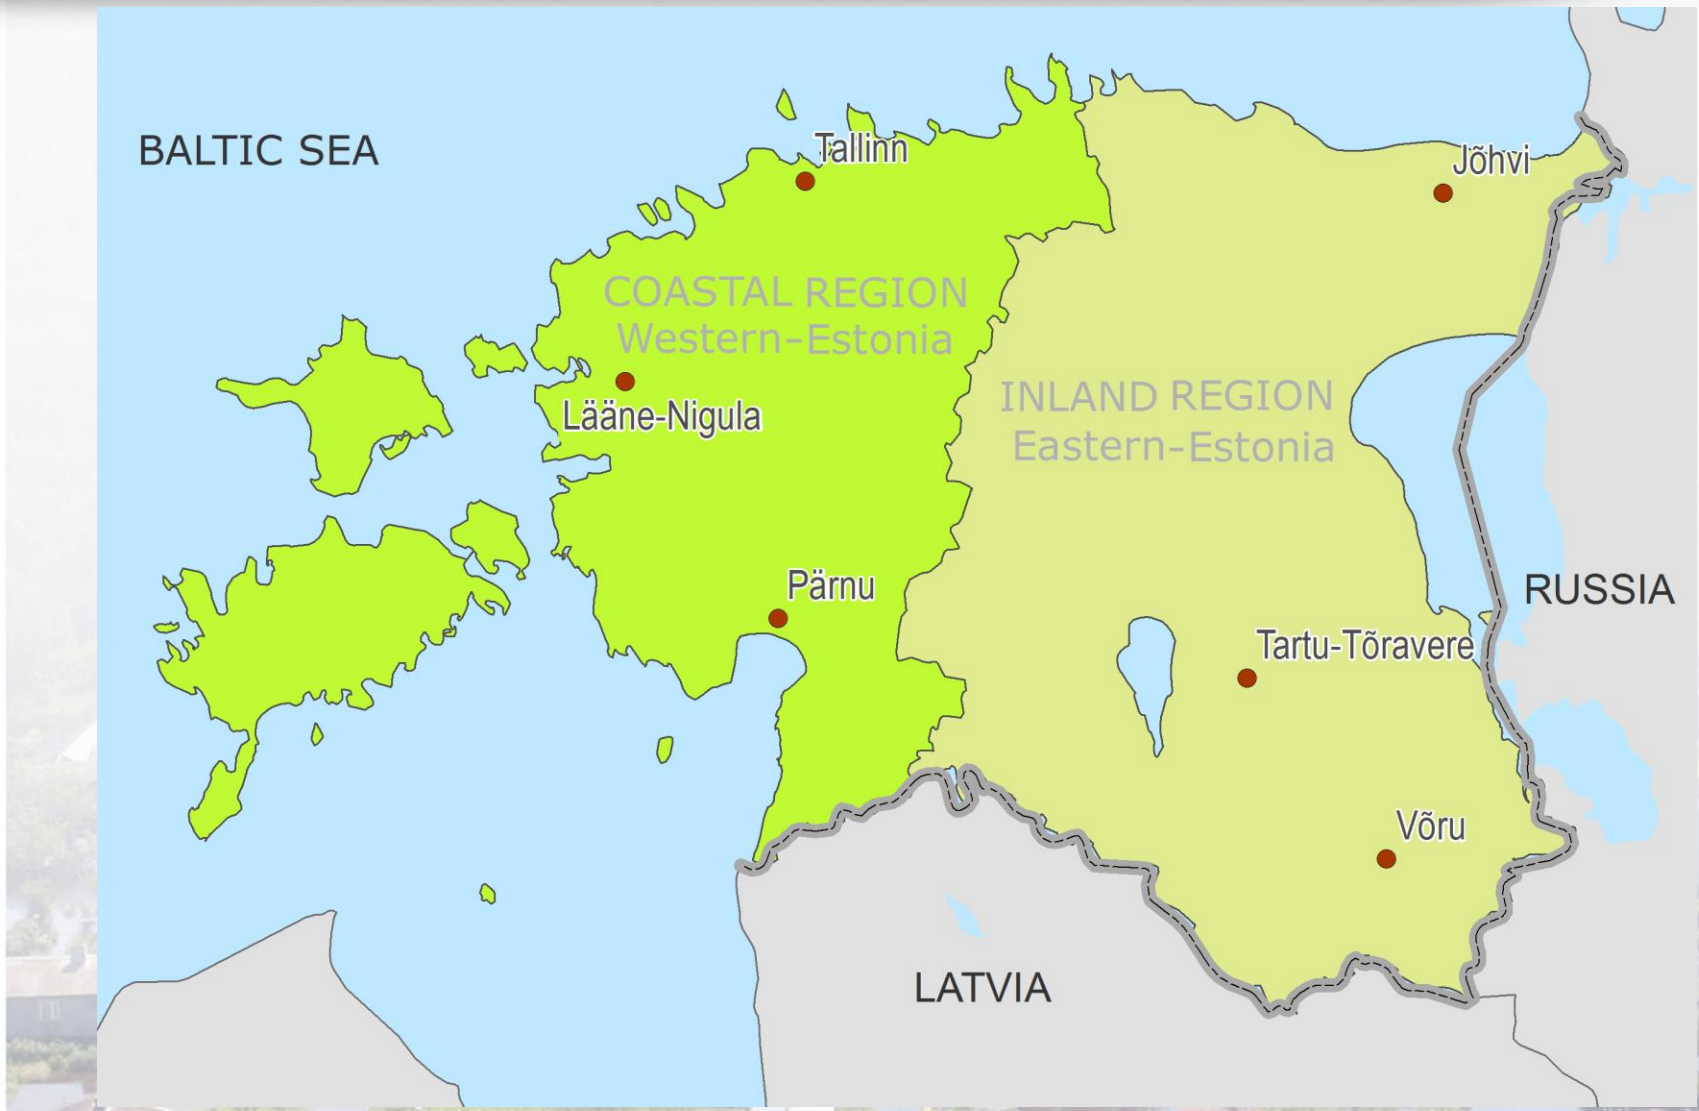 BALTIC SEA
Tallinn
Jõhvi
COASTAL REGION
Western-Estonia
Lääne-Nigula
INLAND REGION
Eastern-Estonia
Pärnu
RUSSIA
Tartu-Tõravere
Võru
LATVIA